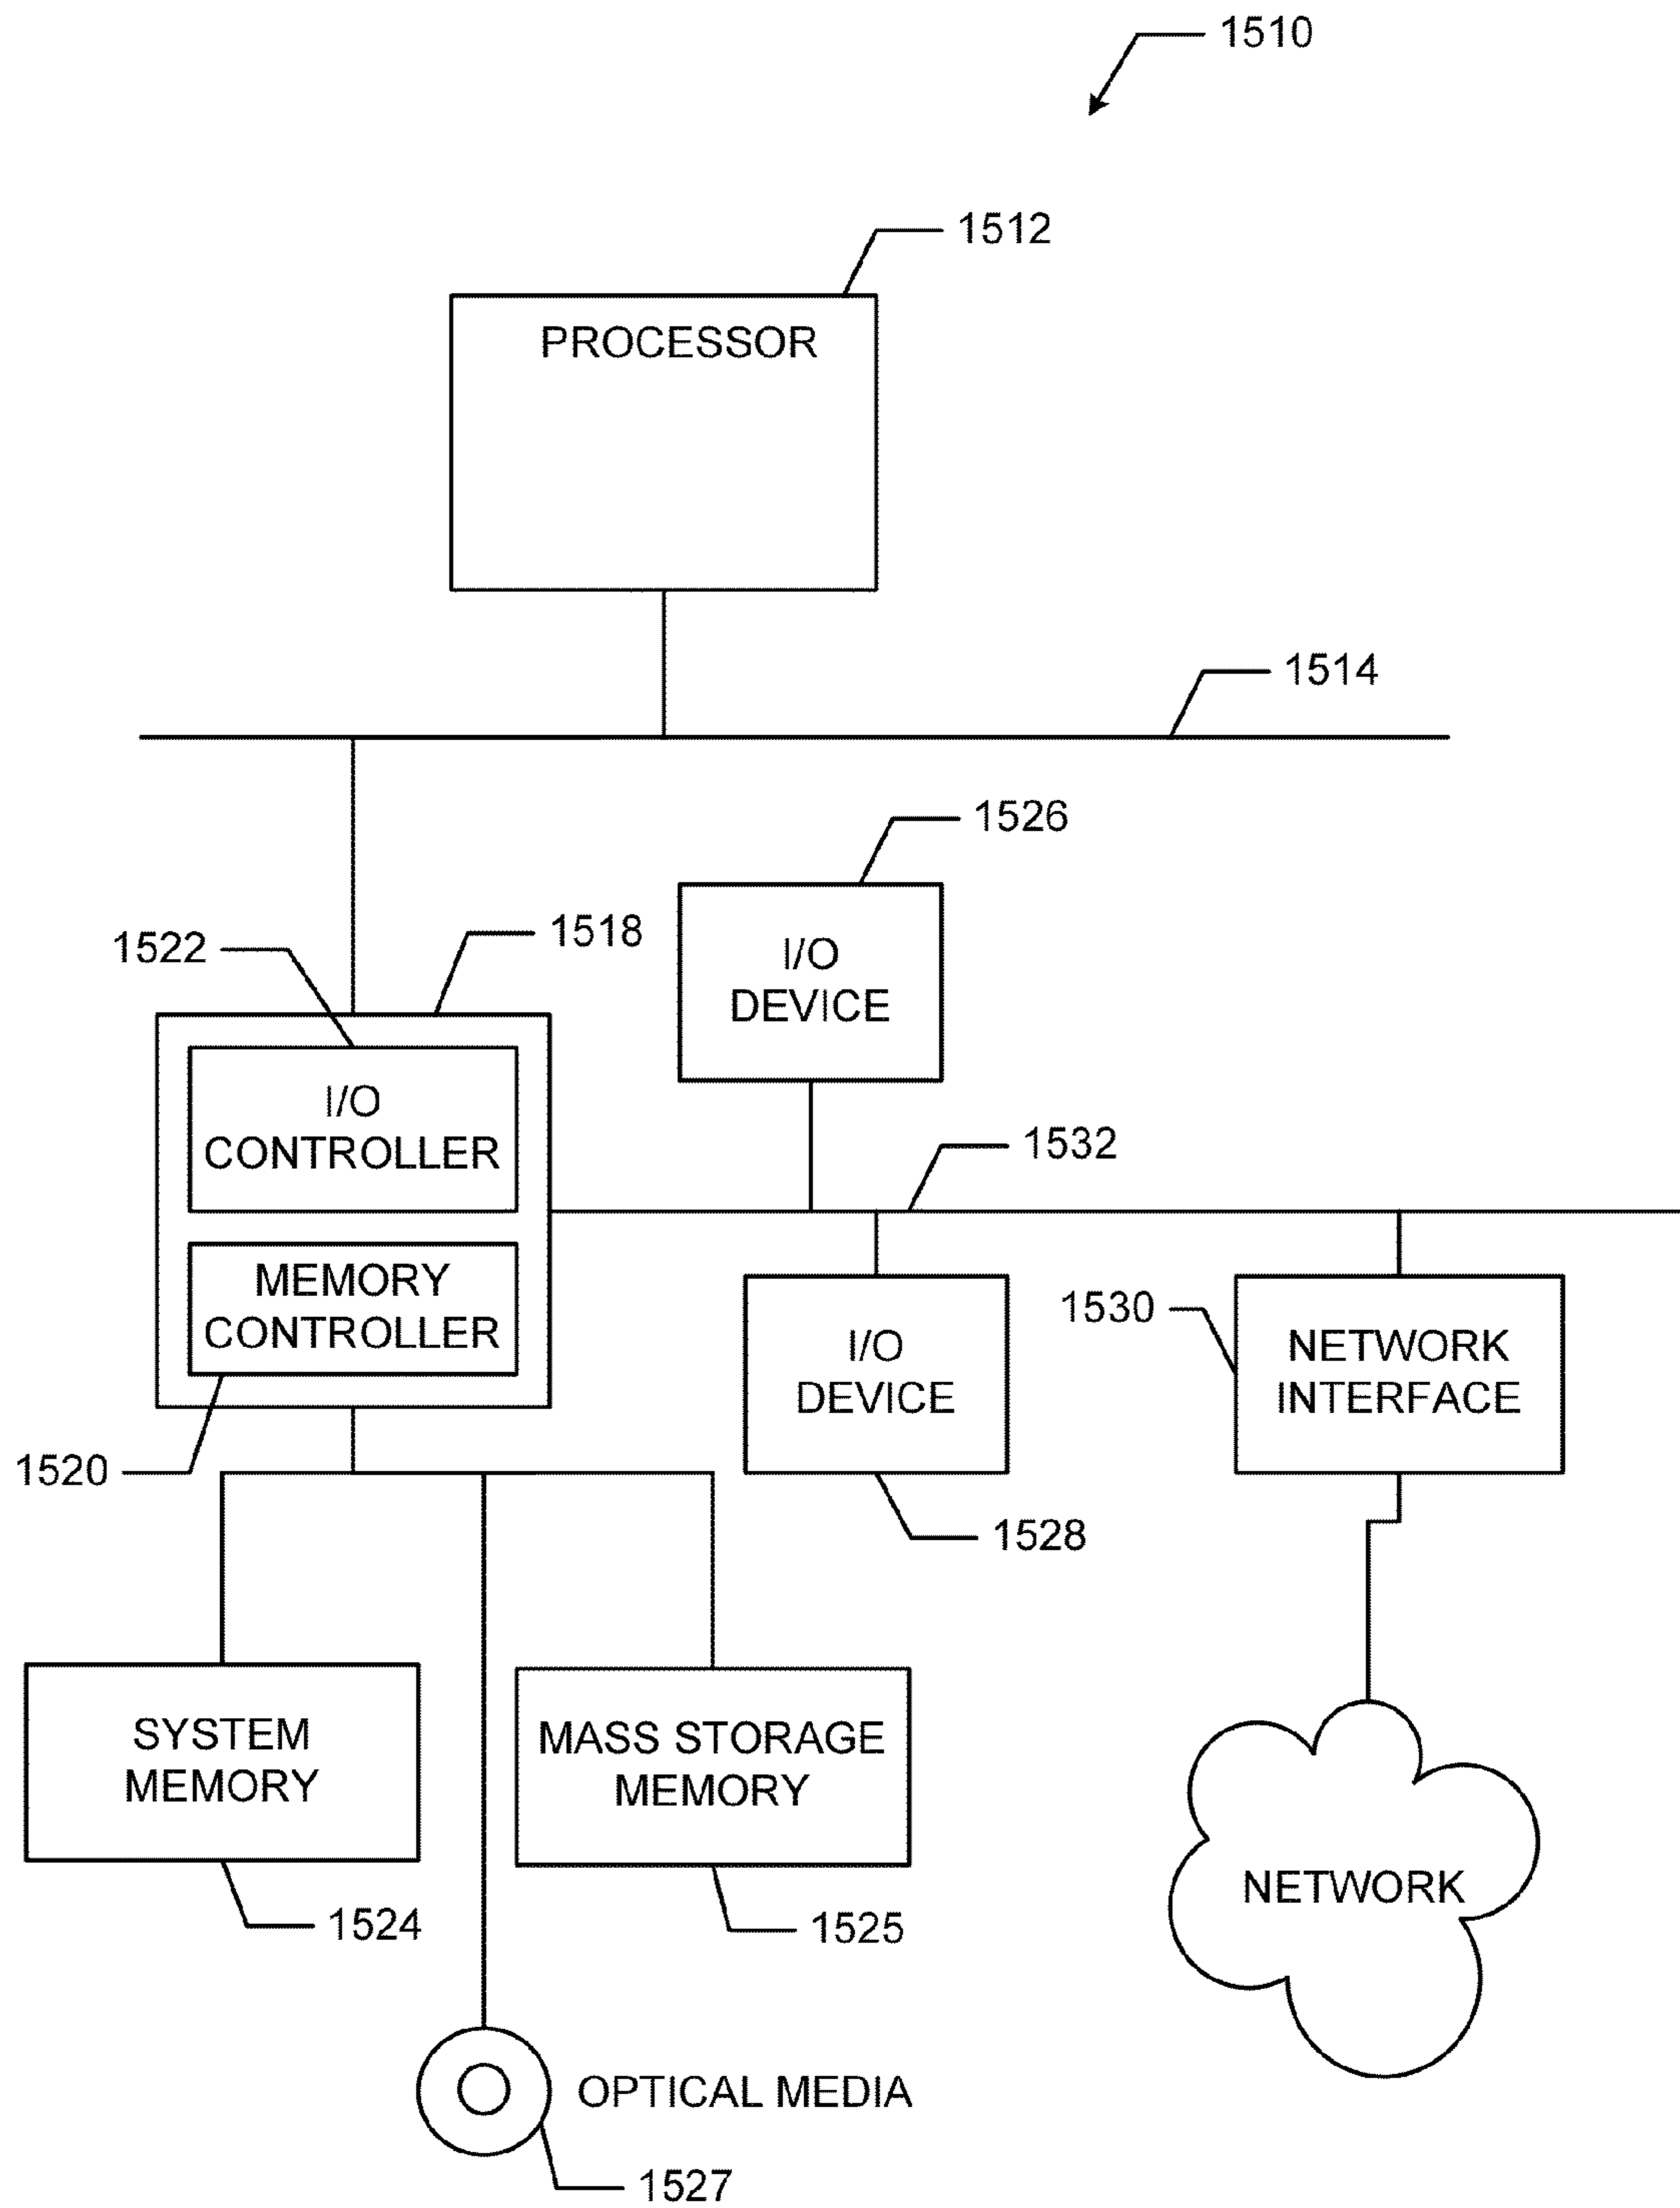 1510
1512
PROCESSOR
1514
1526
1518
1522
I/O
DEVICE
I/O
CONTROLLER
1532
MEMORY
CONTROLLER
1530
I/O
DEVICE
NETWORK
INTERFACE
1520
1528
SYSTEM
MEMORY
MASS STORAGE
MEMORY
NETWORK
1524
1525
OPTICAL MEDIA
1527